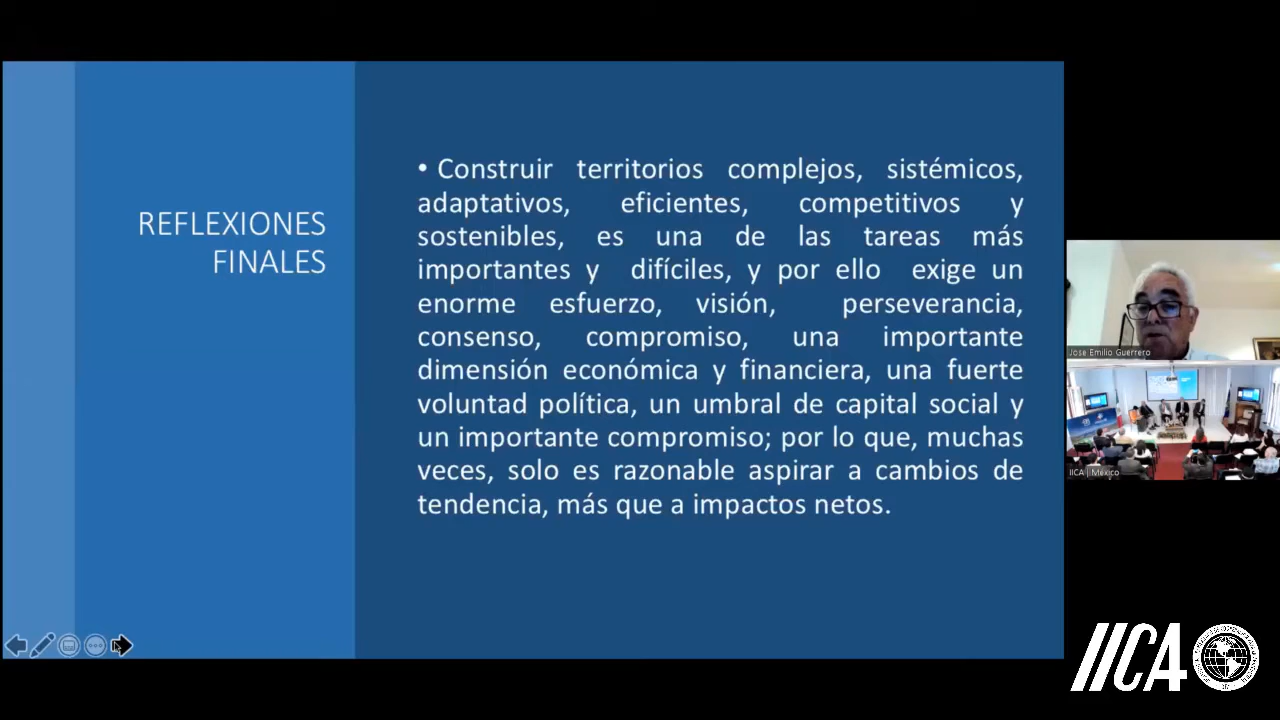 REFLEXIONES
FINALES
• Construir territorios complejos, sistémicos,
adaptativos, eficientes, competitivos y
sostenibles, es una de las tareas más
importantes y difíciles, y por ello exige un
enorme esfuerzo, visión, perseverancia,
consenso, compromiso, una importante
dimensión económica y financiera, una fuerte
voluntad política, un umbral de capital social y
un importante compromiso; por lo que, muchas
veces, solo es razonable aspirar a cambios de
tendencia, más que a impactos netos.
Jose Emilio Guerrero
IICA | México
IICA